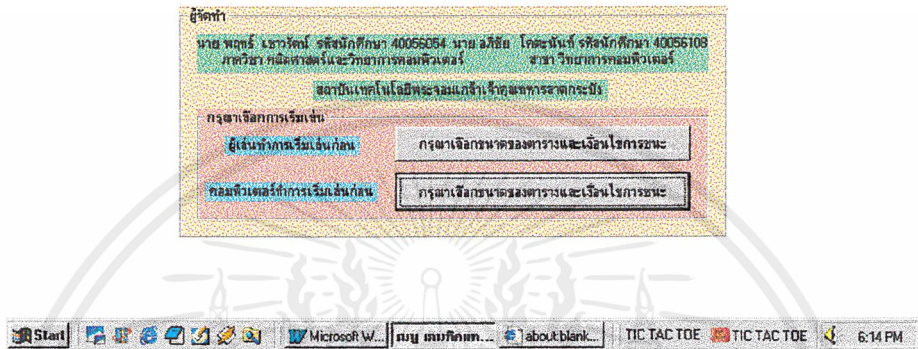 ผู้จัดทำ
นาย พฤทธ์ เชาวรัตน์ รหัสนักศึกษา 40056054 นาย อภิชัย โคตะนันท์ รหัสนักศึกษา 40056108
ภาควิชา คณิตศาสตร์และวิทยาการคอมพิวเตอร์ สาขา วิทยาการคอมพิวเตอร์
สถาบันเทคโนโลยีพระจอมเกล้าเจ้าคุณทหารลาดกระบัง
กรุณาเลือกการเริ่มเล่น
ผู้เล่นทำการเริ่มเล่นก่อน กรุณาเลือกขนาดของตารางและเงื่อนไขการชนะ
คอมพิวเตอร์ทำการเริ่มเล่นก่อน กรุณาเลือกขนาดของตารางและเงื่อนไขการชนะ
Start Microsoft W... เมนู เกมทิกแท... about:blank... TIC TAC TOE TIC TAC TOE 6:14 PM